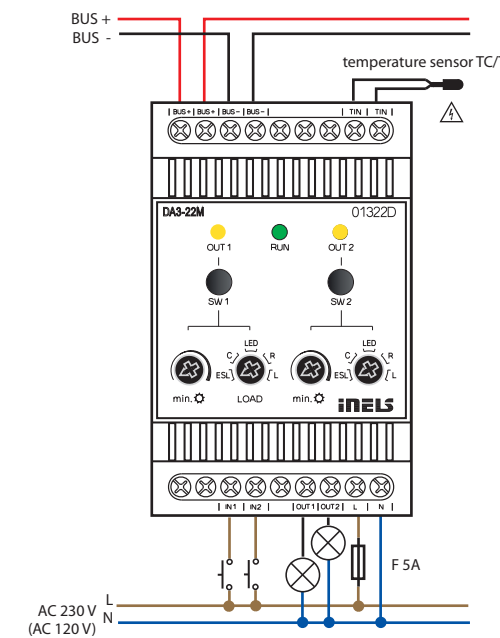 BUS +
BUS -
temperature sensor TC/
BUS+ BUS+ BUS- BUS- TIN TIN
DA3-22M 01322D
OUT 1 RUN OUT 2
SW 1 SW 2
LED LED
C R C R
ESL L ESL L
min. LOAD min.
iNELS
IN1 IN2 OUT1 OUT2 L N
F 5A
L
AC 230 V
N
(AC 120 V)